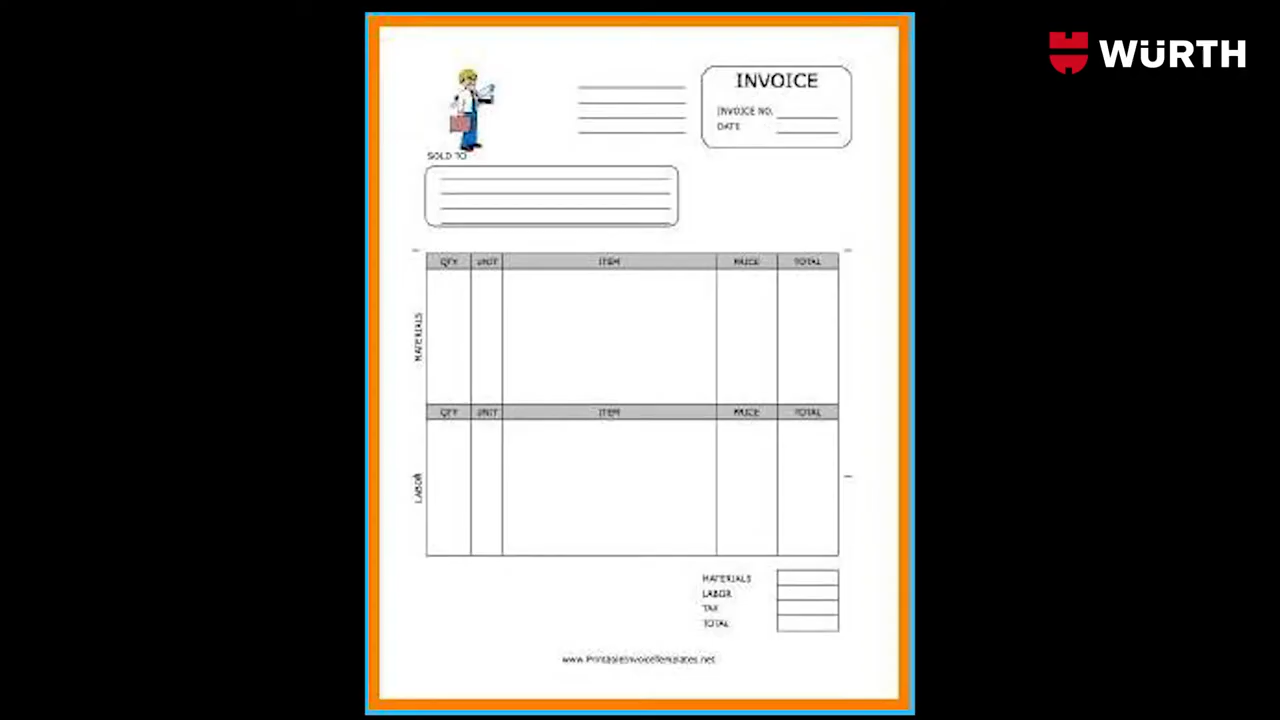 WÜRTH
INVOICE
INVOICE NO.
DATE
SOLD TO
QTY UNIT ITEM PRICE TOTAL
MATERIALS
QTY UNIT ITEM PRICE TOTAL
LABOR
MATERIALS
LABOR
TAX
TOTAL
www.PrintableInvoiceTemplates.net